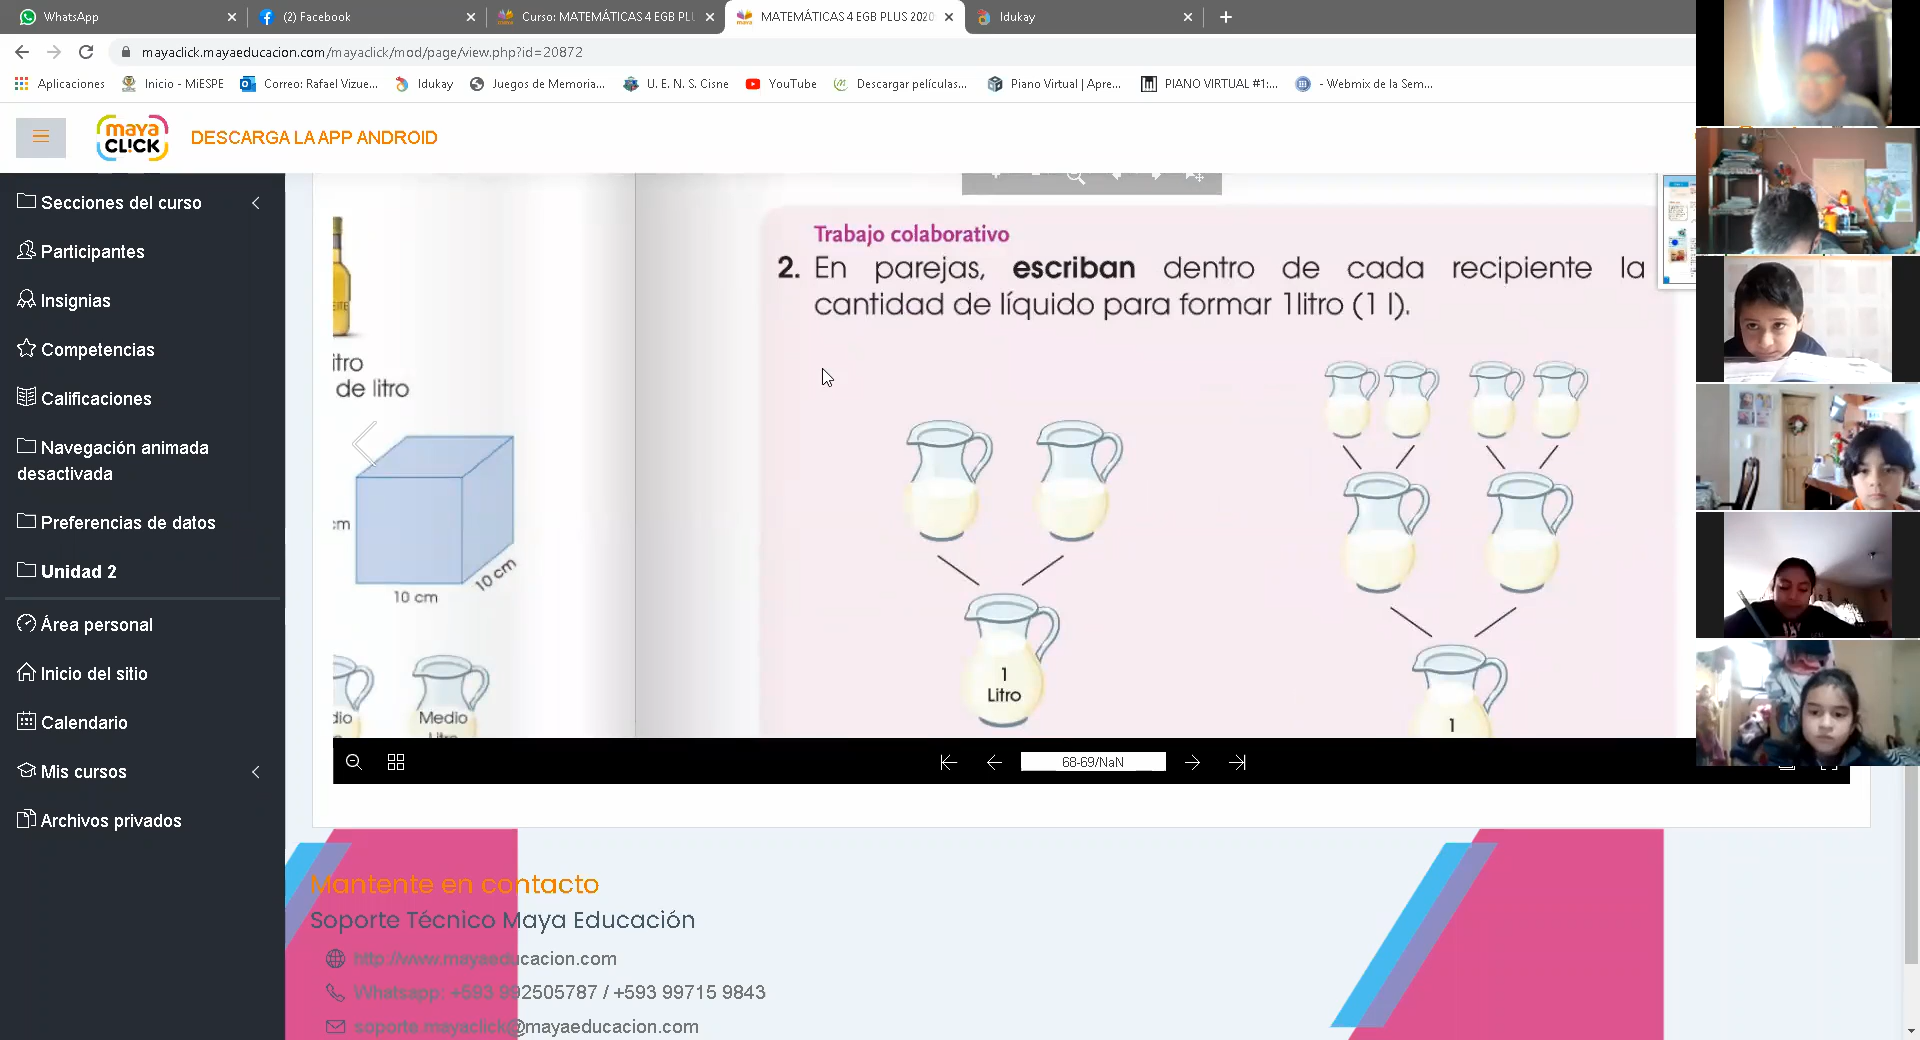 WhatsApp
(2) Facebook
Curso: MATEMÁTICAS 4 EGB PL
MATEMÁTICAS 4 EGB PLUS 2020
Idukay
mayaclick.mayaeducacion.com/mayaclick/mod/page/view.php?id=20872
Aplicaciones
Inicio - MiESPE
Correo: Rafael Vizue...
Idukay
Juegos de Memoria...
U. E. N. S. Cisne
YouTube
Descargar películas...
Piano Virtual | Apre...
PIANO VIRTUAL #1:...
- Webmix de la Sem...
maya
CLICK
DESCARGA LA APP ANDROID
Secciones del curso
Participantes
Insignias
Competencias
Calificaciones
Navegación animada
desactivada
Preferencias de datos
Unidad 2
Área personal
Inicio del sitio
Calendario
Mis cursos
Archivos privados
itro
de litro
cm
10 cm
10 cm
dio
Medio
Litro
Trabajo colaborativo
2. En parejas, escriban dentro de cada recipiente la
cantidad de líquido para formar 1litro (1 l).
1
Litro
1
68-69/NaN
Mantente en contacto
Soporte Técnico Maya Educación
http://www.mayaeducacion.com
Whatsapp: +593 992505787 / +593 99715 9843
soporte.mayaclick@mayaeducacion.com